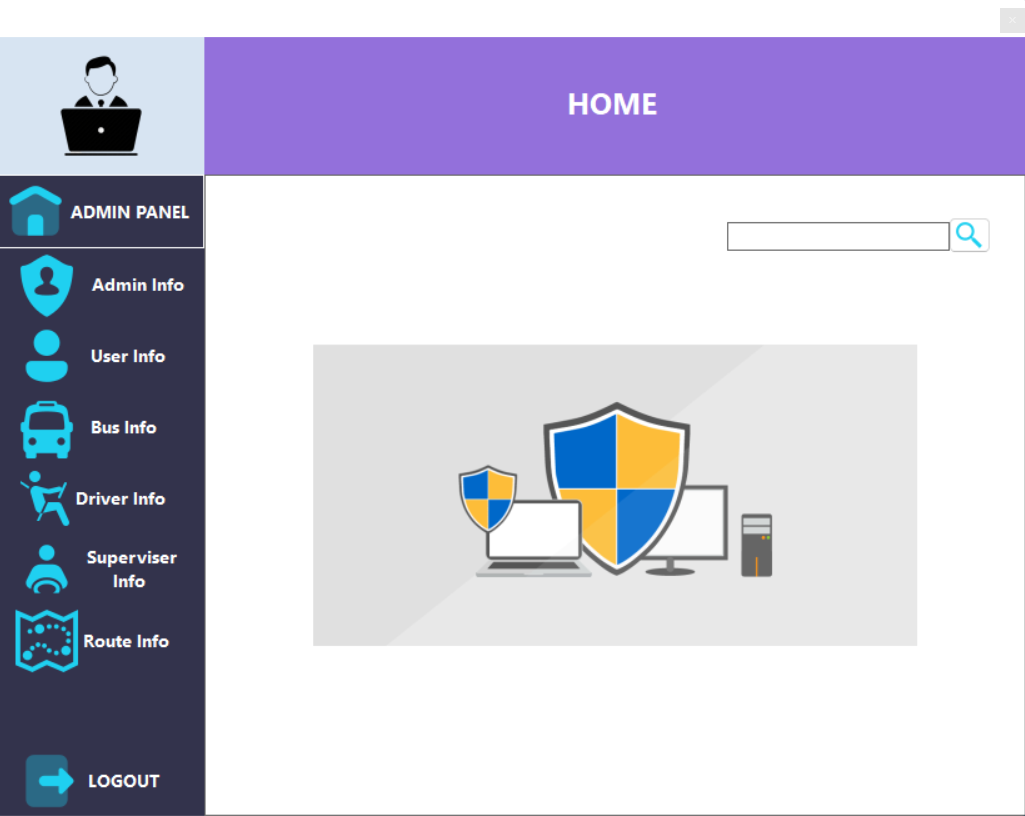 HOME
ADMIN PANEL
Admin Info
User Info
Bus Info
Driver Info
Superviser
Info
Route Info
LOGOUT